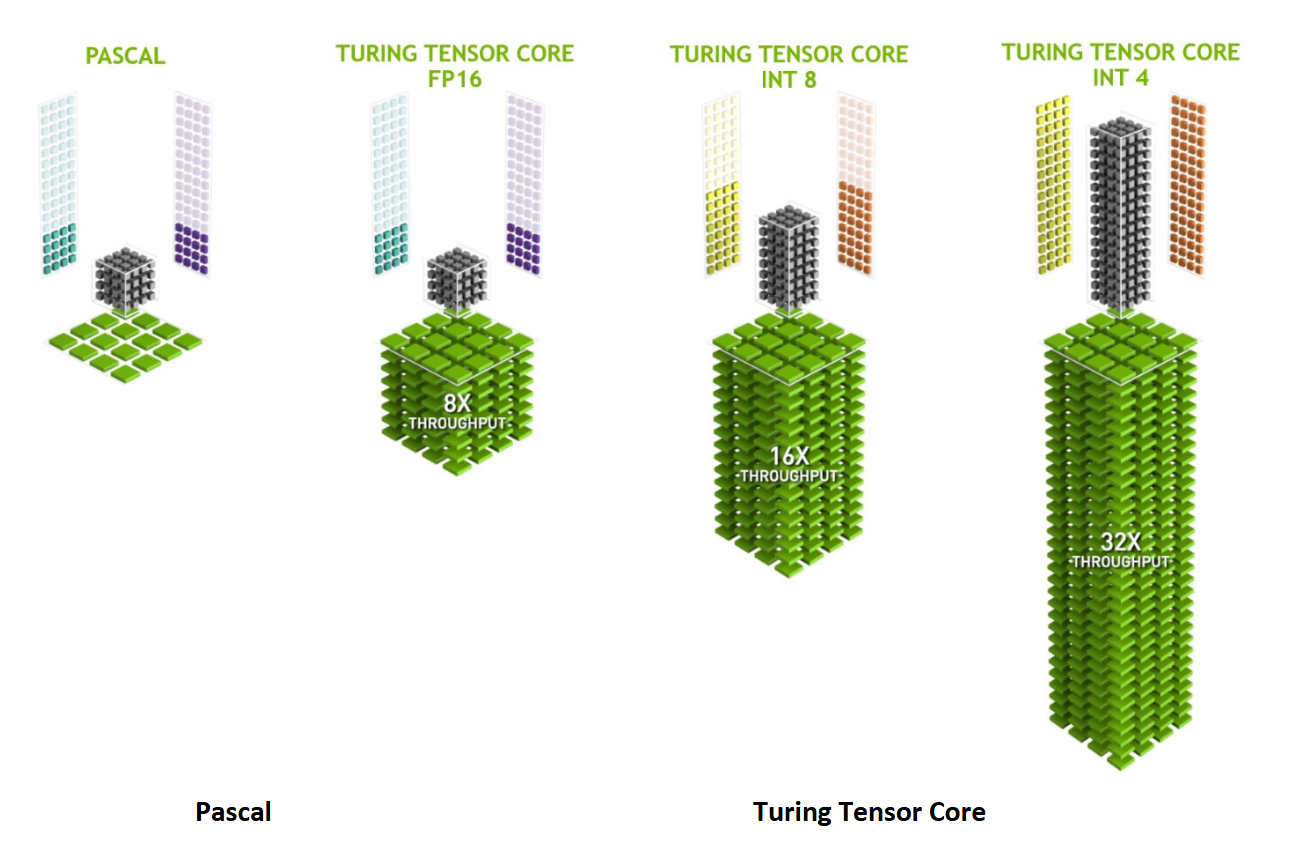 PASCAL
TURING TENSOR CORE
FP16
TURING TENSOR CORE
INT 8
TURING TENSOR CORE
INT 4
8X
THROUGHPUT
16X
THROUGHPUT
32X
THROUGHPUT
Pascal
Turing Tensor Core